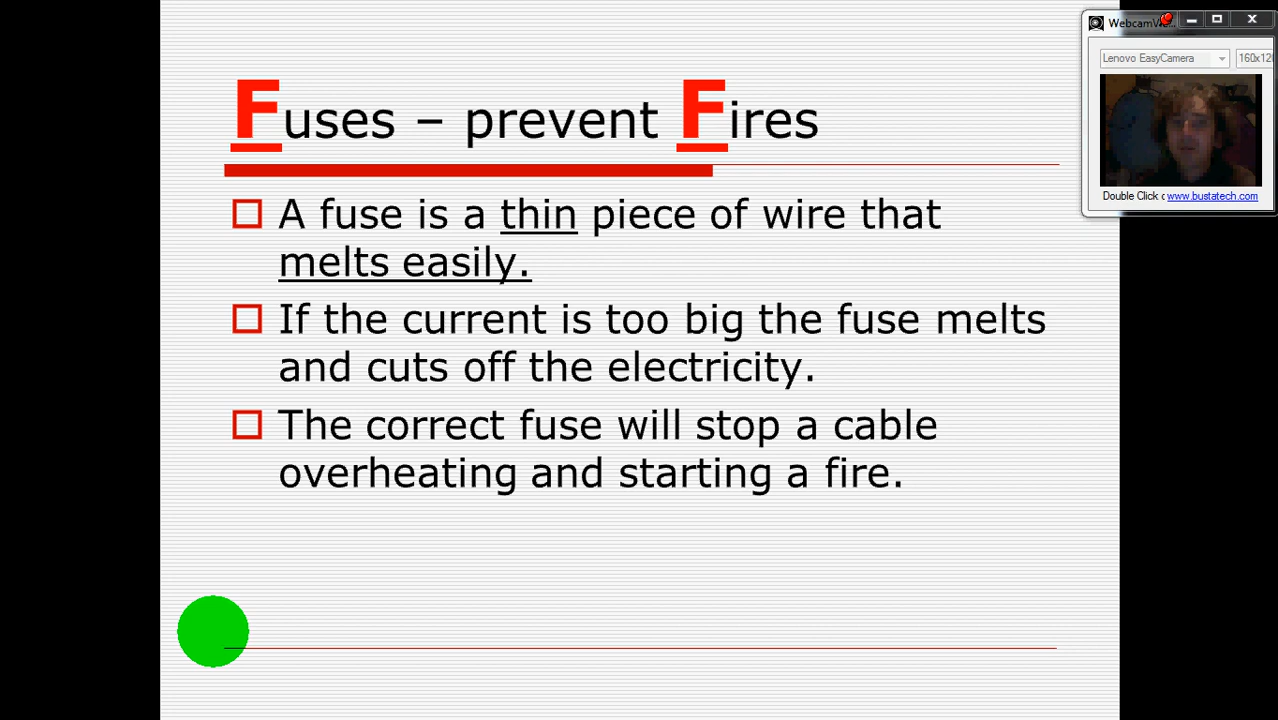 Fuses – prevent Fires
A fuse is a thin piece of wire that
melts easily.
If the current is too big the fuse melts
and cuts off the electricity.
The correct fuse will stop a cable
overheating and starting a fire.
Lenovo EasyCamera
Double Click www.bustatech.com